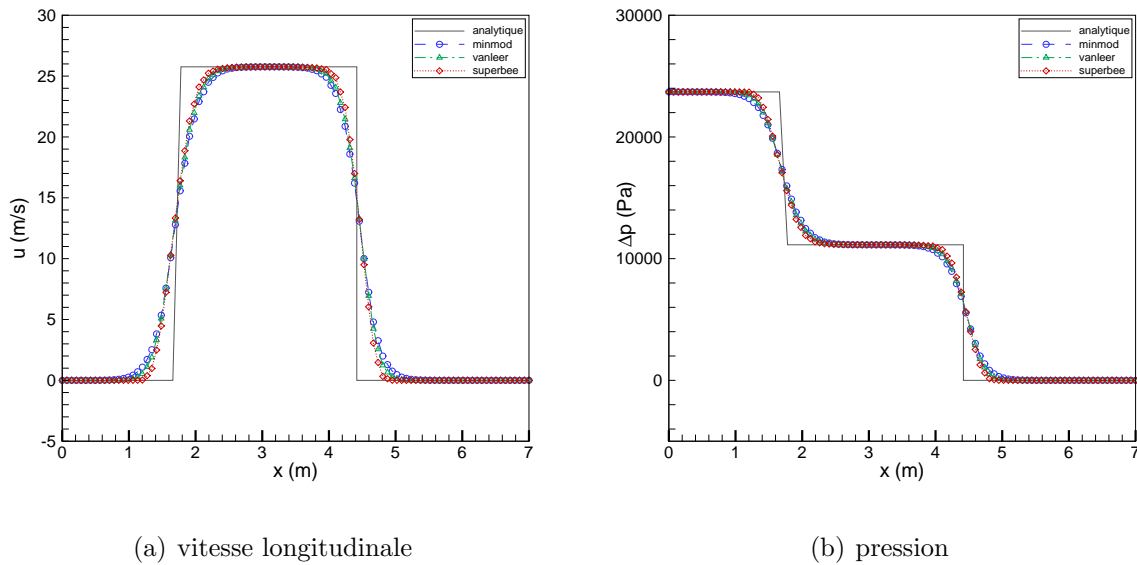 30
25
20
15
10
5
0
-5
u (m/s)
0 1 2 3 4 5 6 7
x (m)
analytique
minmod
vanleer
superbee
(a) vitesse longitudinale
30000
20000
10000
0
Δp (Pa)
0 1 2 3 4 5 6 7
x (m)
analytique
minmod
vanleer
superbee
(b) pression